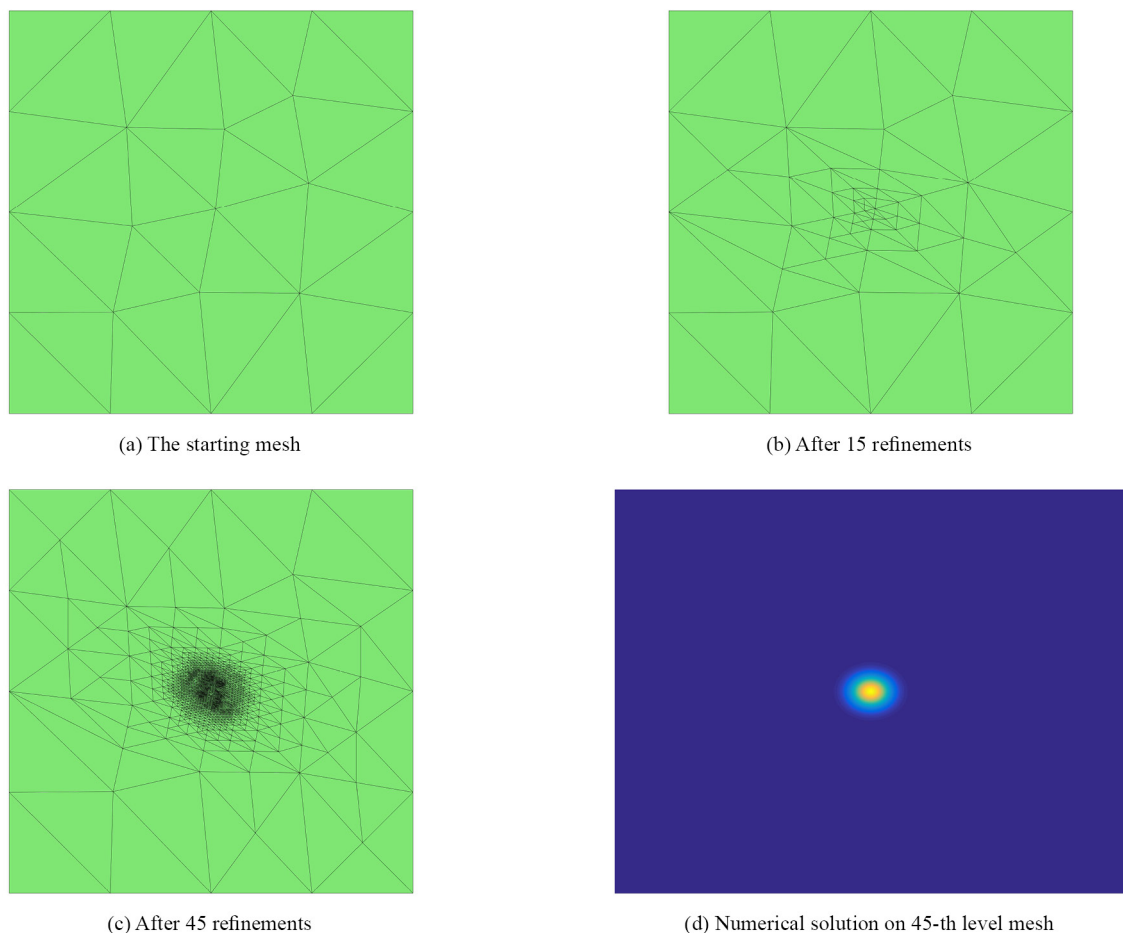 (a) The starting mesh
(b) After 15 refinements
(c) After 45 refinements
(d) Numerical solution on 45-th level mesh